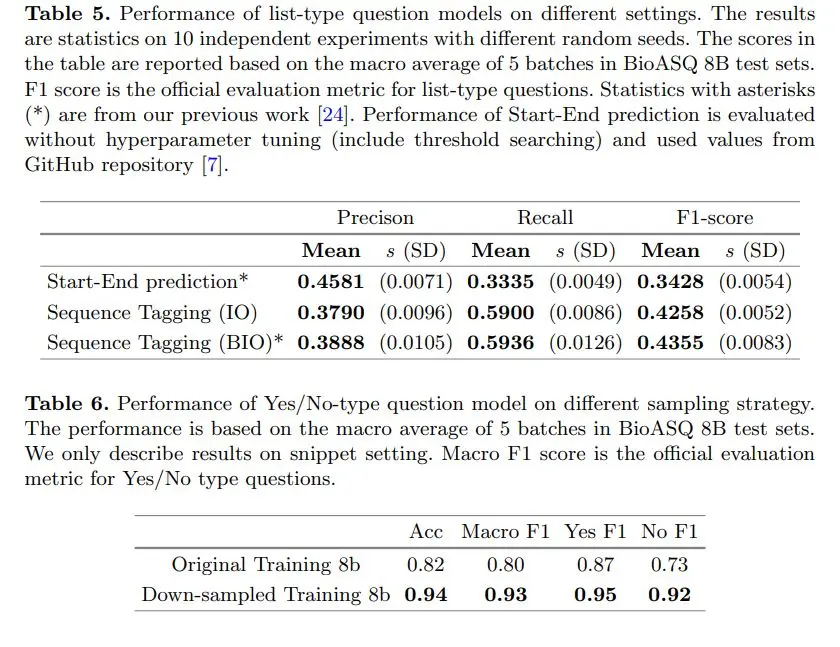 Table 5. Performance of list-type question models on different settings. The results
are statistics on 10 independent experiments with different random seeds. The scores in
the table are reported based on the macro average of 5 batches in BioASQ 8B test sets.
F1 score is the official evaluation metric for list-type questions. Statistics with asterisks
(*) are from our previous work [24]. Performance of Start-End prediction is evaluated
without hyperparameter tuning (include threshold searching) and used values from
GitHub repository [7].
Precison Recall F1-score
Mean s (SD) Mean s (SD) Mean s (SD)
Start-End prediction* 0.4581 (0.0071) 0.3335 (0.0049) 0.3428 (0.0054)
Sequence Tagging (IO) 0.3790 (0.0096) 0.5900 (0.0086) 0.4258 (0.0052)
Sequence Tagging (BIO)* 0.3888 (0.0105) 0.5936 (0.0126) 0.4355 (0.0083)
Table 6. Performance of Yes/No-type question model on different sampling strategy.
The performance is based on the macro average of 5 batches in BioASQ 8B test sets.
We only describe results on snippet setting. Macro F1 score is the official evaluation
metric for Yes/No type questions.
Acc Macro F1 Yes F1 No F1
Original Training 8b 0.82 0.80 0.87 0.73
Down-sampled Training 8b 0.94 0.93 0.95 0.92